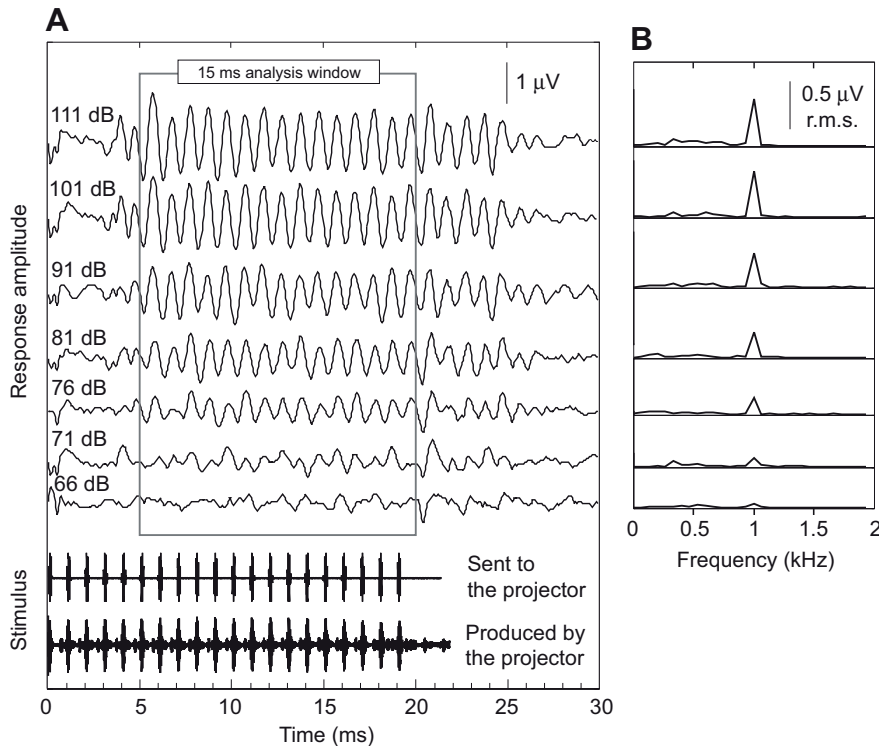 A
15 ms analysis window
1 μV
111 dB
101 dB
91 dB
81 dB
76 dB
71 dB
66 dB
Response amplitude
Sent to
the projector
Produced by
the projector
Stimulus
0 5 10 15 20 25 30
Time (ms)
B
0.5 μV
r.m.s.
0 0.5 1 1.5 2
Frequency (kHz)